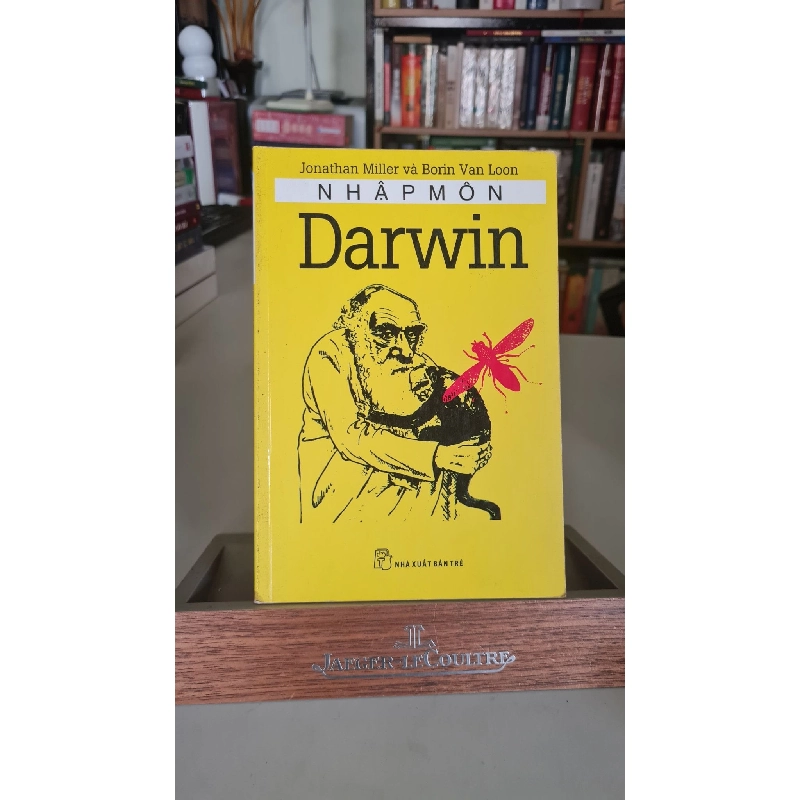 Jonathan Miller và Borin Van Loon
NHẬP MÔN
Darwin
NHÀ XUẤT BẢN TRẺ
JAEGER-LECOULTRE